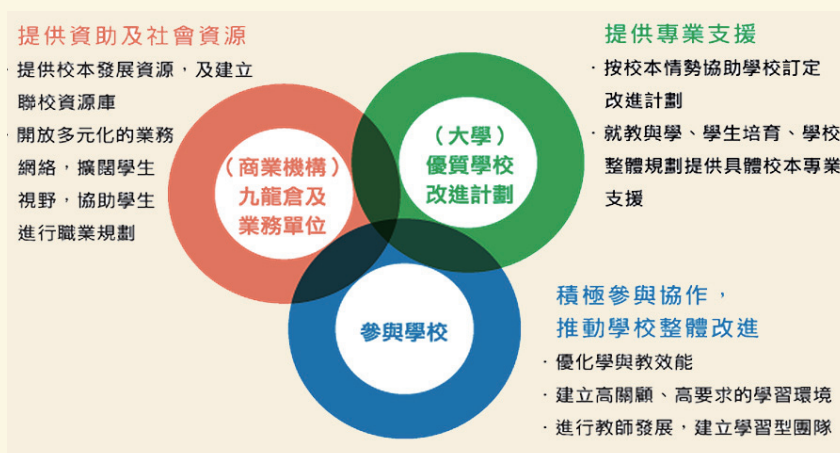 提供資助及社會資源
· 提供校本發展資源，及建立
聯校資源庫
· 開放多元化的業務
網絡，擴闊學生
視野，協助學生
進行職業規劃
（商業機構）
九龍倉及
業務單位
（大學）
優質學校
改進計劃
提供專業支援
· 按校本情勢協助學校訂定
改進計劃
· 就教與學、學生培育、學校
整體規劃提供具體校本專業
支援
參與學校
積極參與協作，
推動學校整體改進
· 優化學與教效能
· 建立高關顧、高要求的學習環境
· 進行教師發展，建立學習型團隊